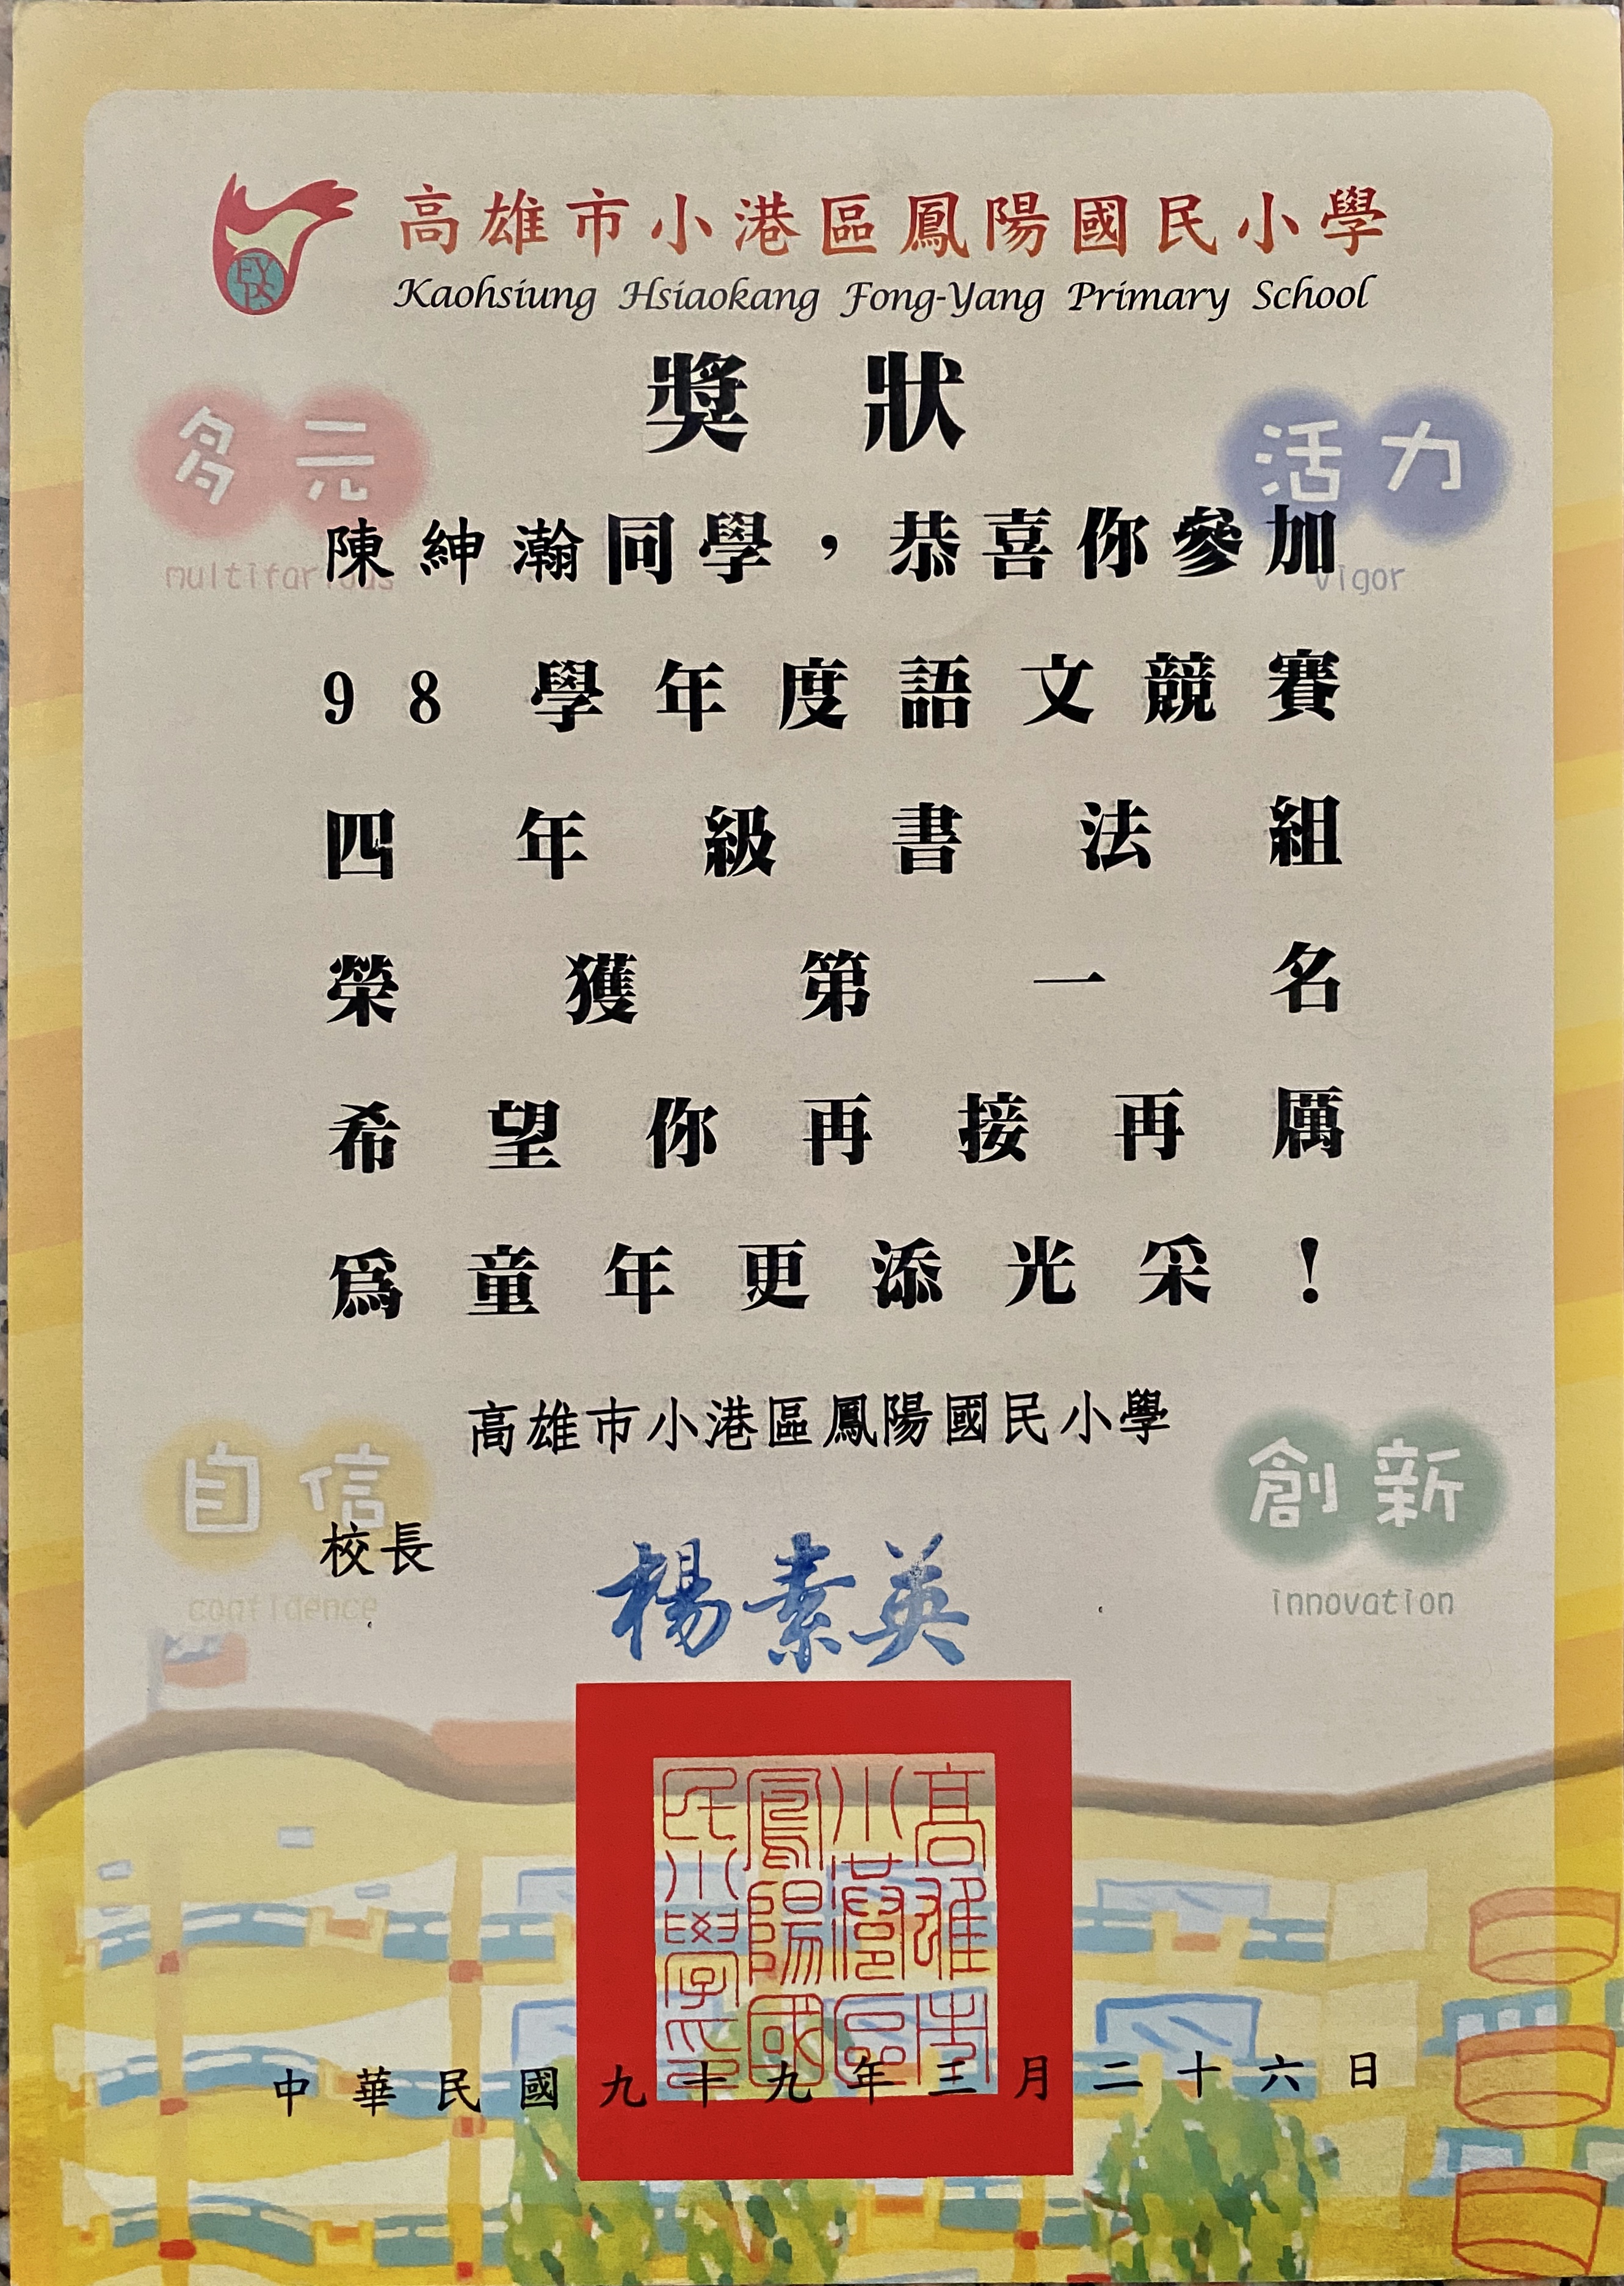 高雄市小港區鳳陽國民小學
Kaohsiung Hsiaokang Fong-Yang Primary School
FY
PS
獎狀
多元
multifarious
活力
vigor
陳紳瀚同學，恭喜你參加
98學年度語文競賽
四年級書法組
榮獲第一名
希望你再接再厲
為童年更添光采！
高雄市小港區鳳陽國民小學
自信
confidence
創新
innovation
校長 楊素英
高雄市
小港區
鳳陽國
民小學印
中華民國九十九年三月二十六日